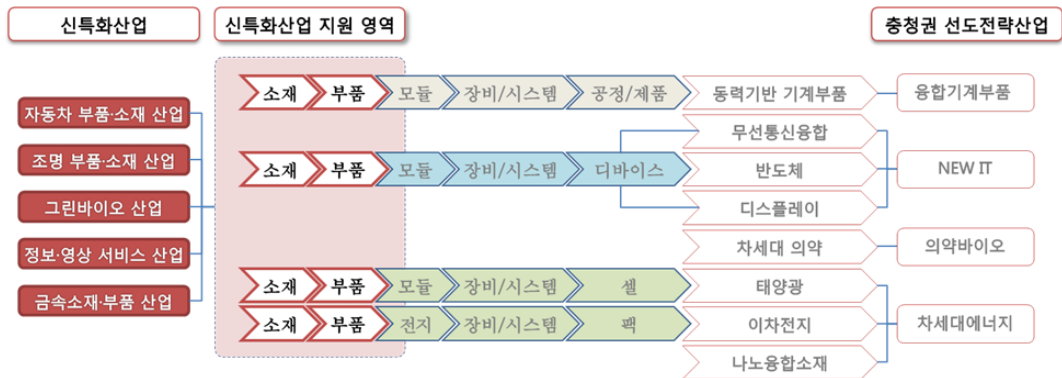 신특화산업
신특화산업 지원 영역
충청권 선도전략산업
자동차 부품·소재 산업
조명 부품·소재 산업
그린바이오 산업
정보·영상 서비스 산업
금속소재·부품 산업
소재 부품 모듈 장비/시스템 공정/제품 동력기반 기계부품 융합기계부품
무선통신융합
소재 부품 모듈 장비/시스템 디바이스 반도체 NEW IT
디스플레이
차세대 의약 의약바이오
소재 부품 모듈 장비/시스템 셀 태양광
소재 부품 전지 장비/시스템 팩 이차전지 차세대에너지
나노융합소재